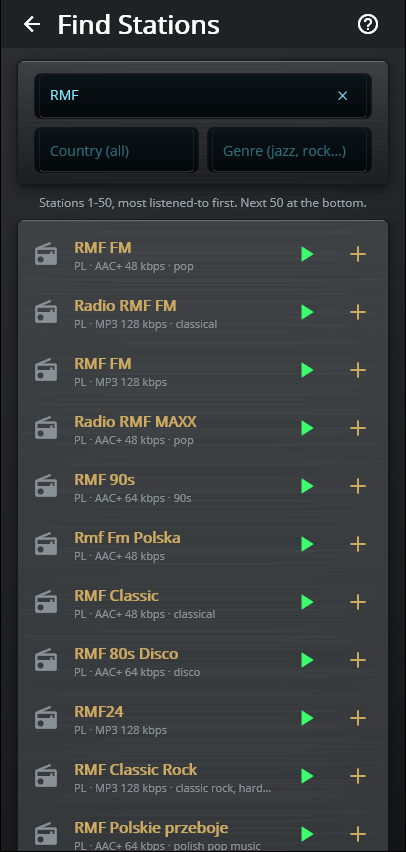 Find Stations
RMF
Country (all)
Genre (jazz, rock...)
Stations 1-50, most listened-to first. Next 50 at the bottom.
RMF FM
PL · AAC+ 48 kbps · pop
Radio RMF FM
PL · MP3 128 kbps · classical
RMF FM
PL · MP3 128 kbps
Radio RMF MAXX
PL · AAC+ 48 kbps · pop
RMF 90s
PL · AAC+ 64 kbps · 90s
Rmf Fm Polska
PL · AAC+ 48 kbps
RMF Classic
PL · AAC+ 48 kbps · classical
RMF 80s Disco
PL · AAC+ 64 kbps · disco
RMF24
PL · MP3 128 kbps
RMF Classic Rock
PL · MP3 128 kbps · classic rock, hard...
RMF Polskie przeboje
PL · AAC+ 64 kbps · polish pop music